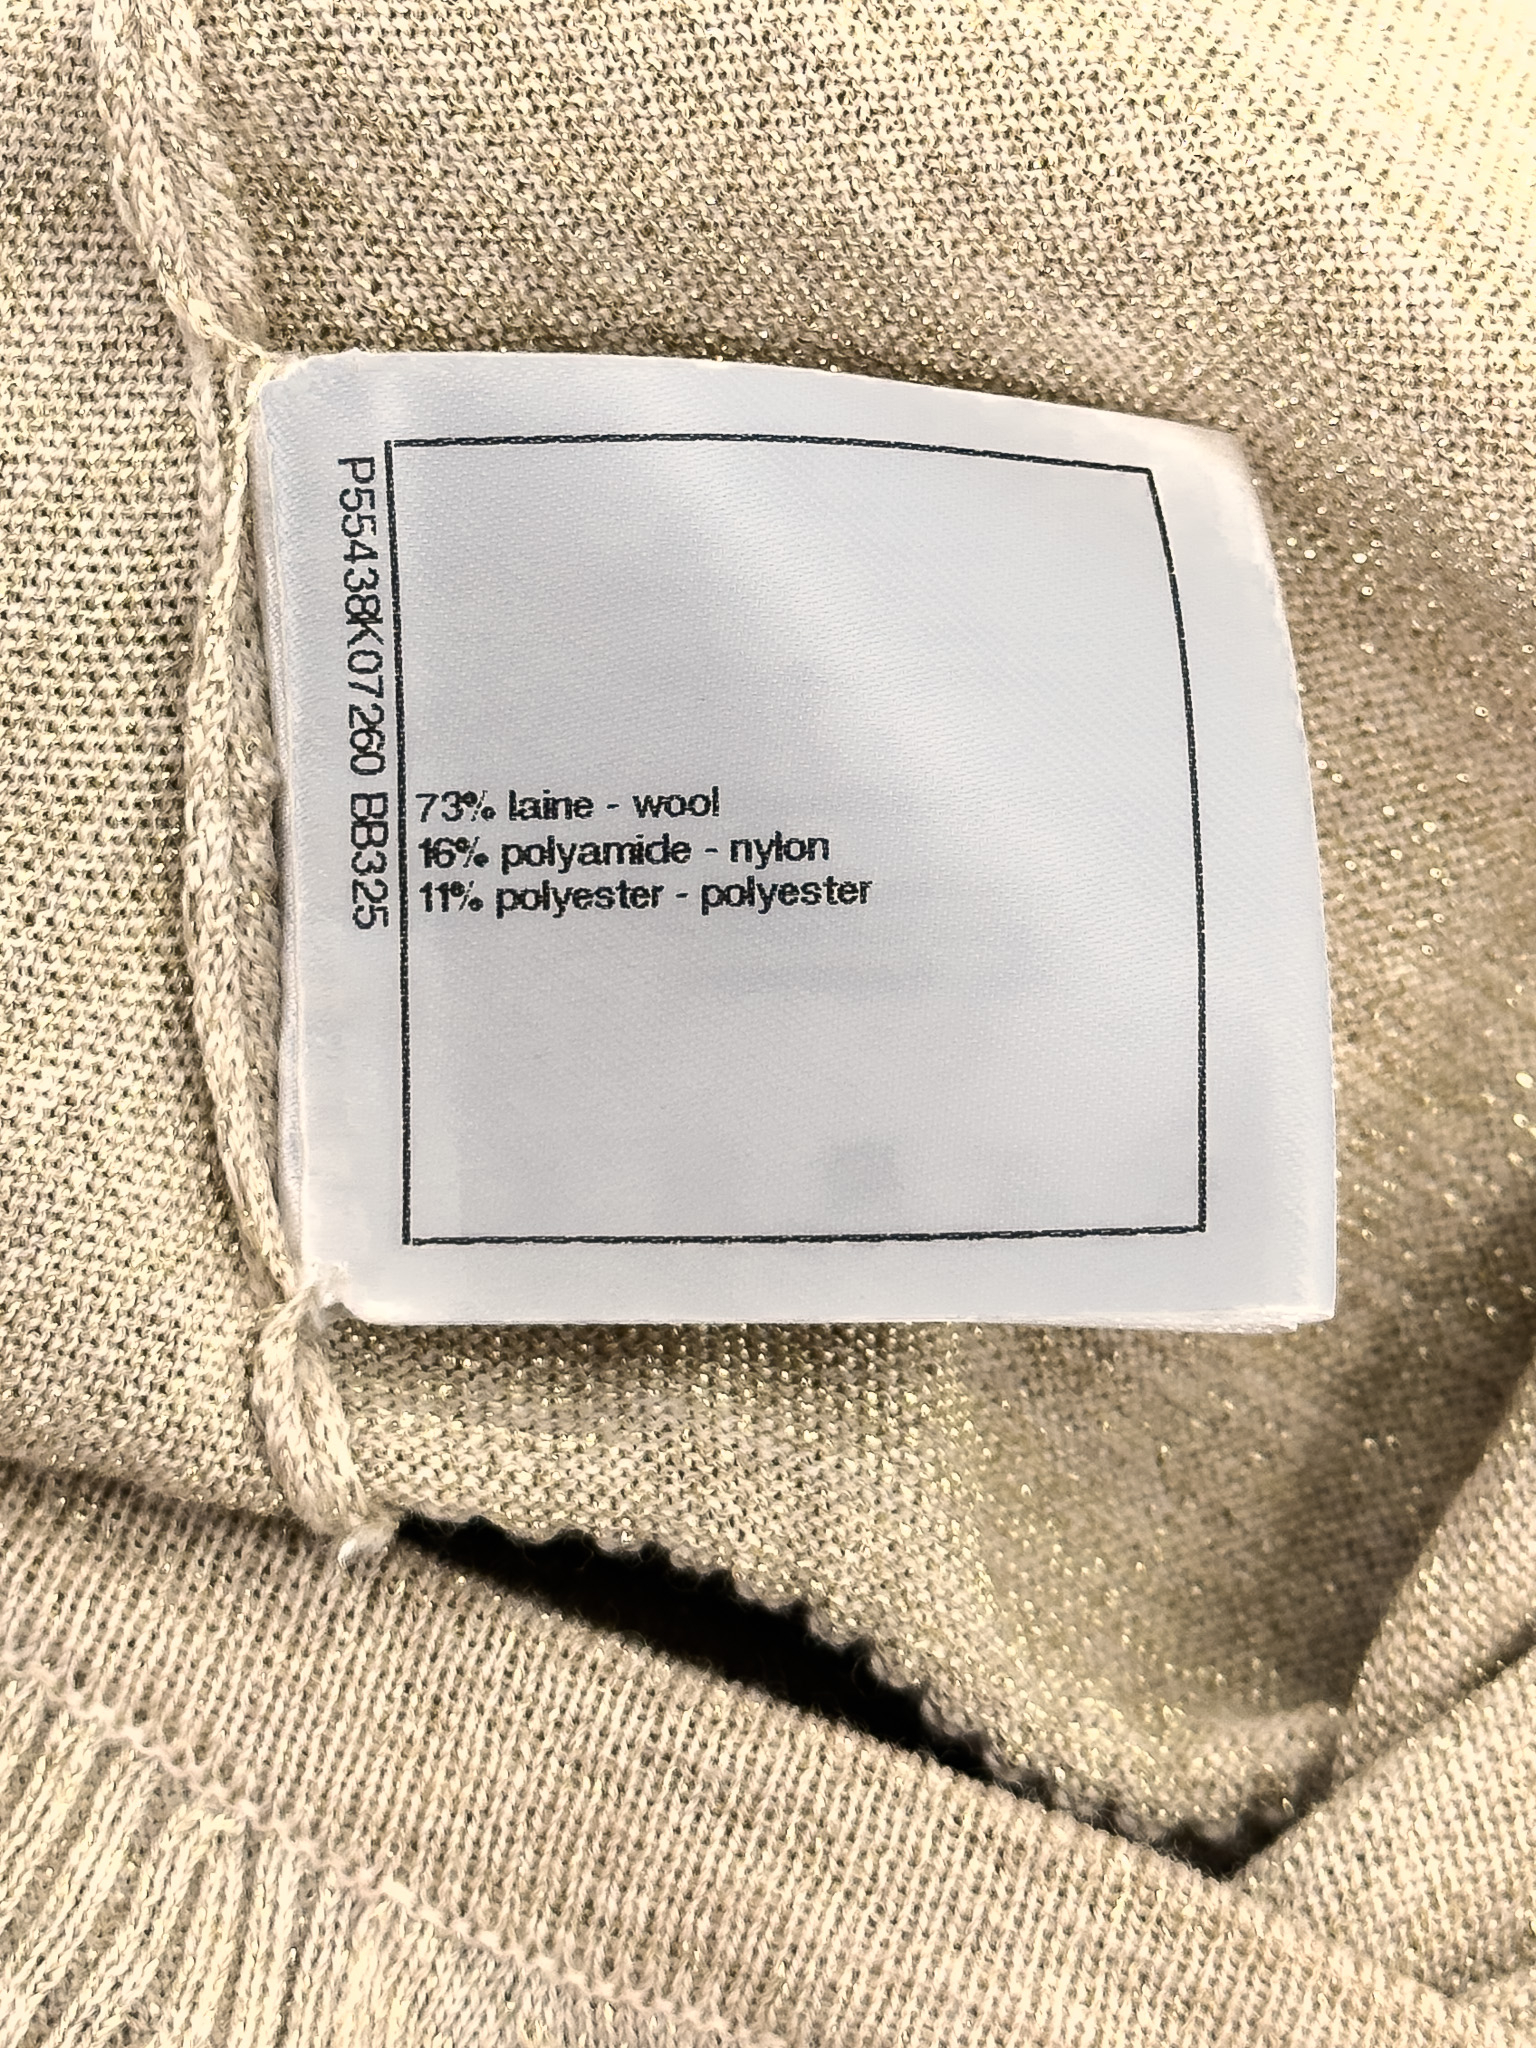 P55438K07260 BB325
73% laine - wool
16% polyamide - nylon
11% polyester - polyester